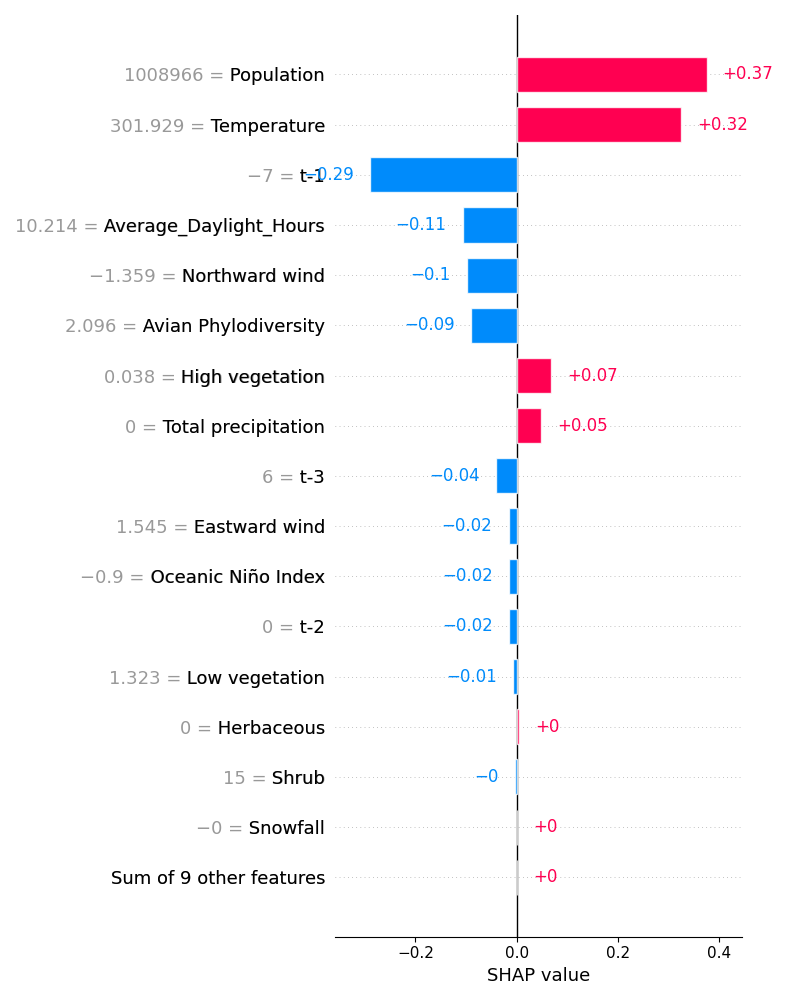 1008966 = Population +0.37
301.929 = Temperature +0.32
−7 = t-1 −0.29
10.214 = Average_Daylight_Hours −0.11
−1.359 = Northward wind −0.1
2.096 = Avian Phylodiversity −0.09
0.038 = High vegetation +0.07
0 = Total precipitation +0.05
6 = t-3 −0.04
1.545 = Eastward wind −0.02
−0.9 = Oceanic Niño Index −0.02
0 = t-2 −0.02
1.323 = Low vegetation −0.01
0 = Herbaceous +0
15 = Shrub −0
−0 = Snowfall +0
Sum of 9 other features +0
−0.2 0.0 0.2 0.4
SHAP value